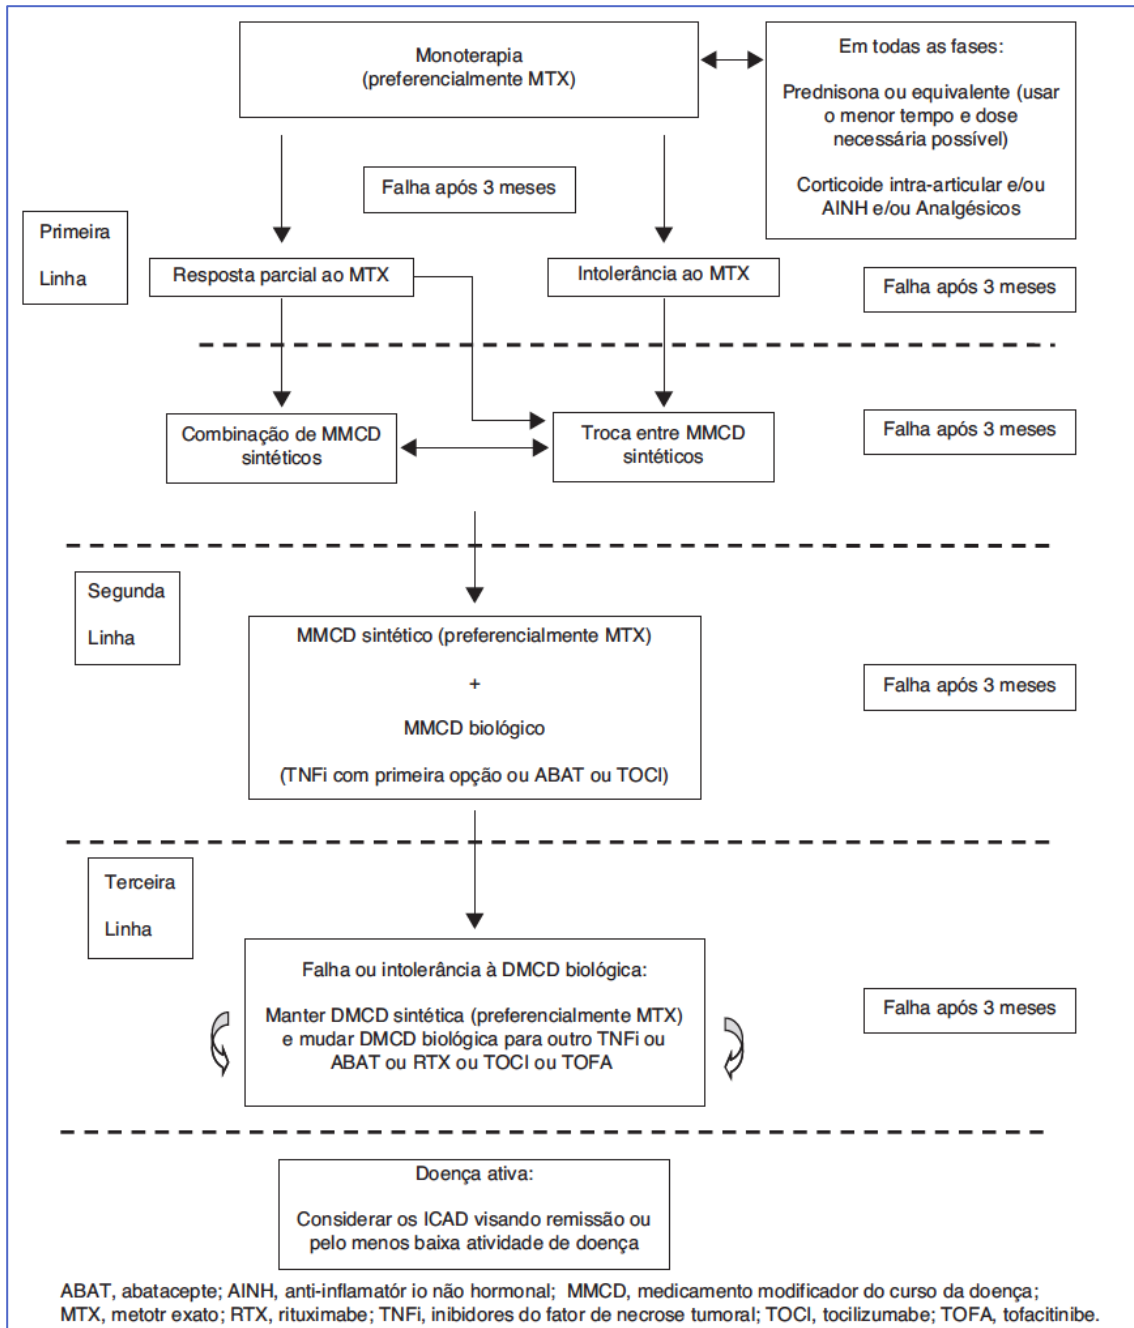 Monoterapia
(preferencialmente MTX)
Em todas as fases:
Prednisona ou equivalente (usar
o menor tempo e dose
necessária possível)
Corticoide intra-articular e/ou
AINH e/ou Analgésicos
Falha após 3 meses
Primeira
Linha
Resposta parcial ao MTX
Intolerância ao MTX
Falha após 3 meses
Combinação de MMCD
sintéticos
Troca entre MMCD
sintéticos
Falha após 3 meses
Segunda
Linha
MMCD sintético (preferencialmente MTX)
+
MMCD biológico
(TNFi com primeira opção ou ABAT ou TOCI)
Falha após 3 meses
Terceira
Linha
Falha ou intolerância à DMCD biológica:
Manter DMCD sintética (preferencialmente MTX)
e mudar DMCD biológica para outro TNFi ou
ABAT ou RTX ou TOCI ou TOFA
Falha após 3 meses
Doença ativa:
Considerar os ICAD visando remissão ou
pelo menos baixa atividade de doença
ABAT, abatacepte; AINH, anti-inflamatór io não hormonal; MMCD, medicamento modificador do curso da doença;
MTX, metotr exato; RTX, rituximabe; TNFi, inibidores do fator de necrose tumoral; TOCI, tocilizumabe; TOFA, tofacitinibe.